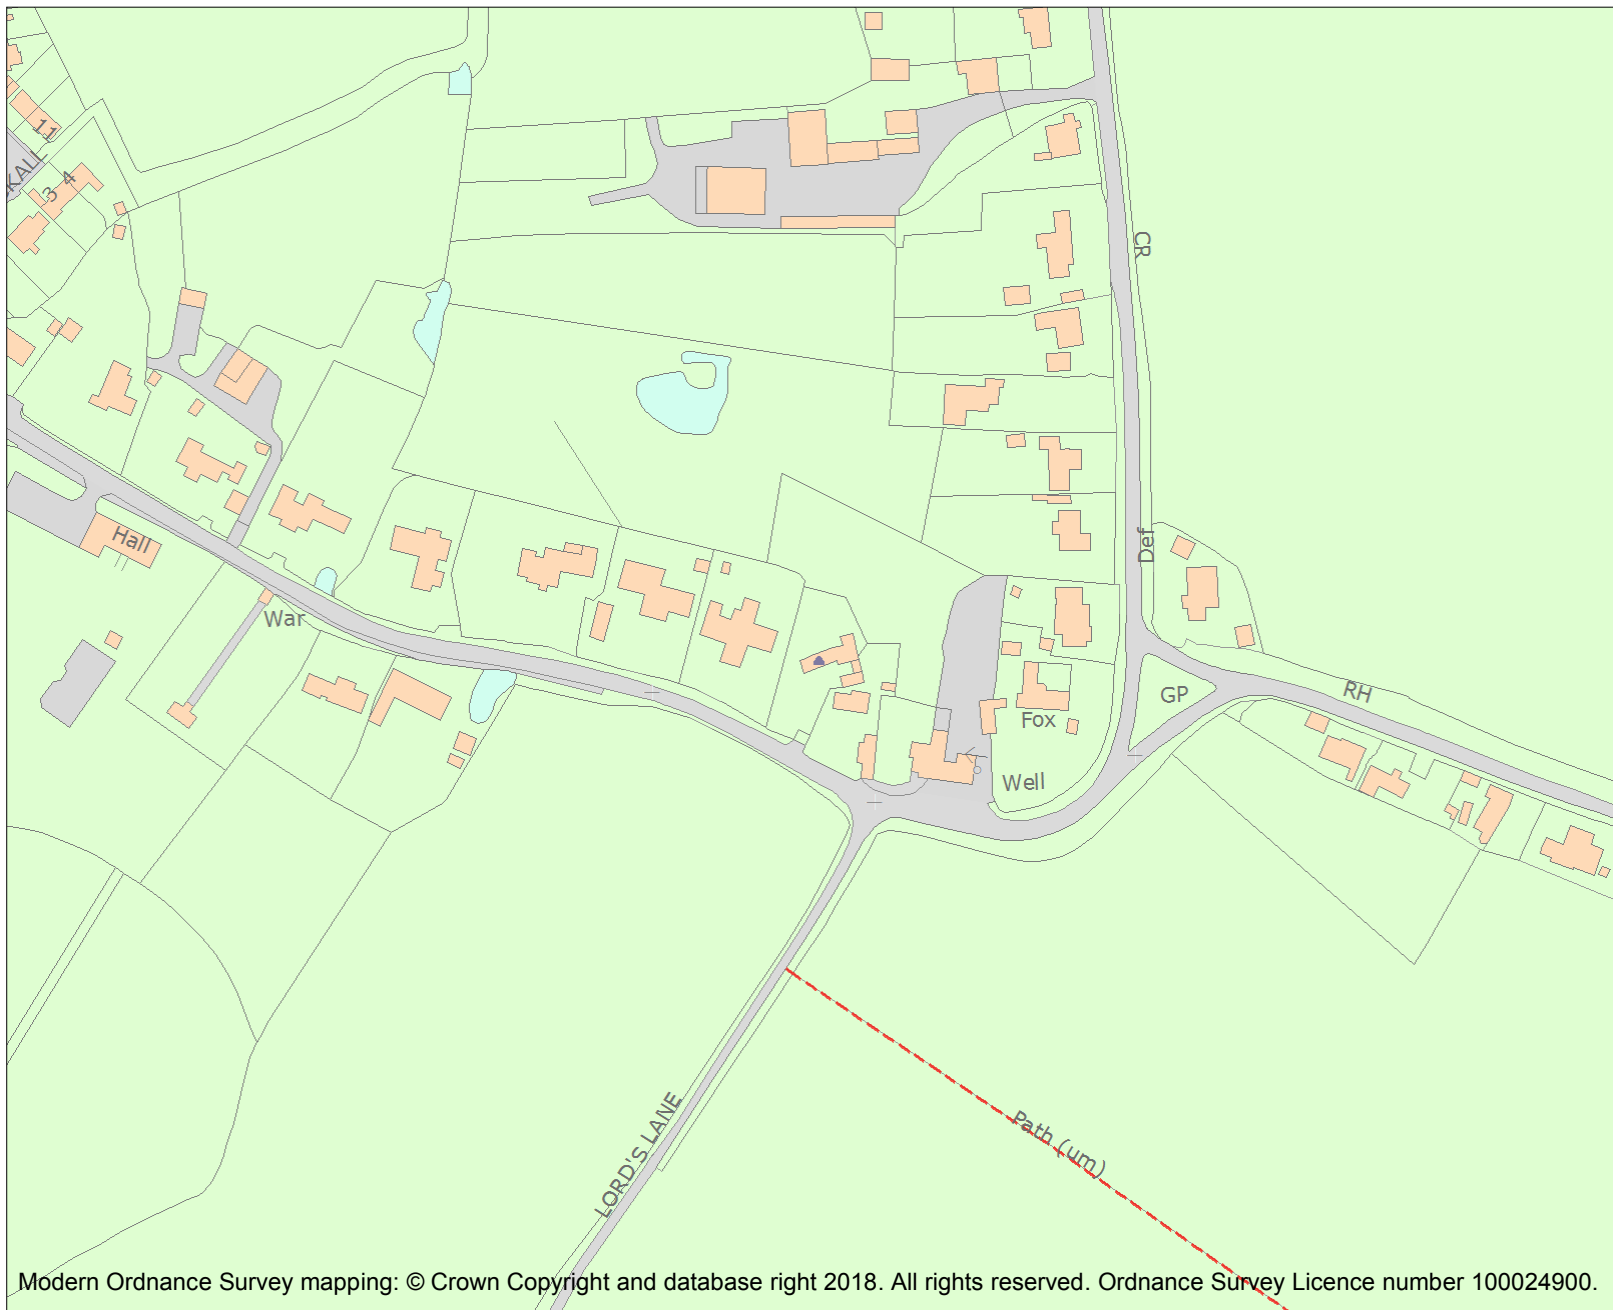 11
3 4
CR
Def
Hall
War
GP
RH
Fox
Well
LORD'S LANE
Path (um)
Modern Ordnance Survey mapping: © Crown Copyright and database right 2018. All rights reserved. Ordnance Survey Licence number 100024900.